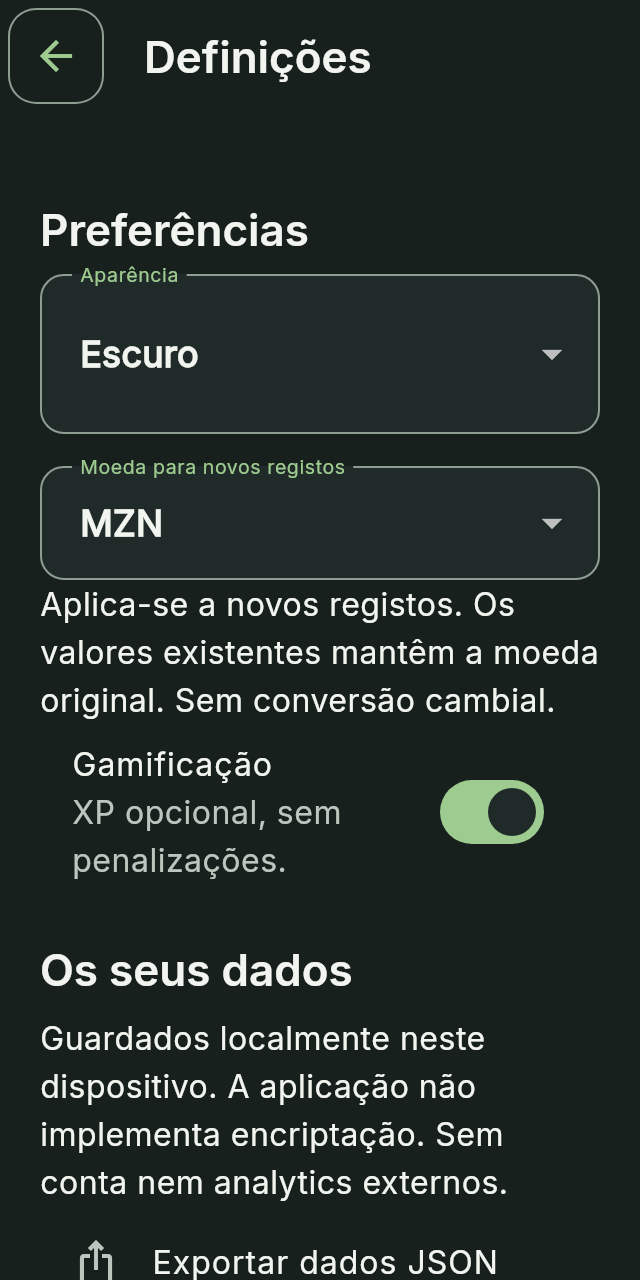 Definições
Preferências
Aparência
Escuro
Moeda para novos registos
MZN
Aplica-se a novos registos. Os
valores existentes mantêm a moeda
original. Sem conversão cambial.
Gamificação
XP opcional, sem
penalizações.
Os seus dados
Guardados localmente neste
dispositivo. A aplicação não
implementa encriptação. Sem
conta nem analytics externos.
Exportar dados JSON